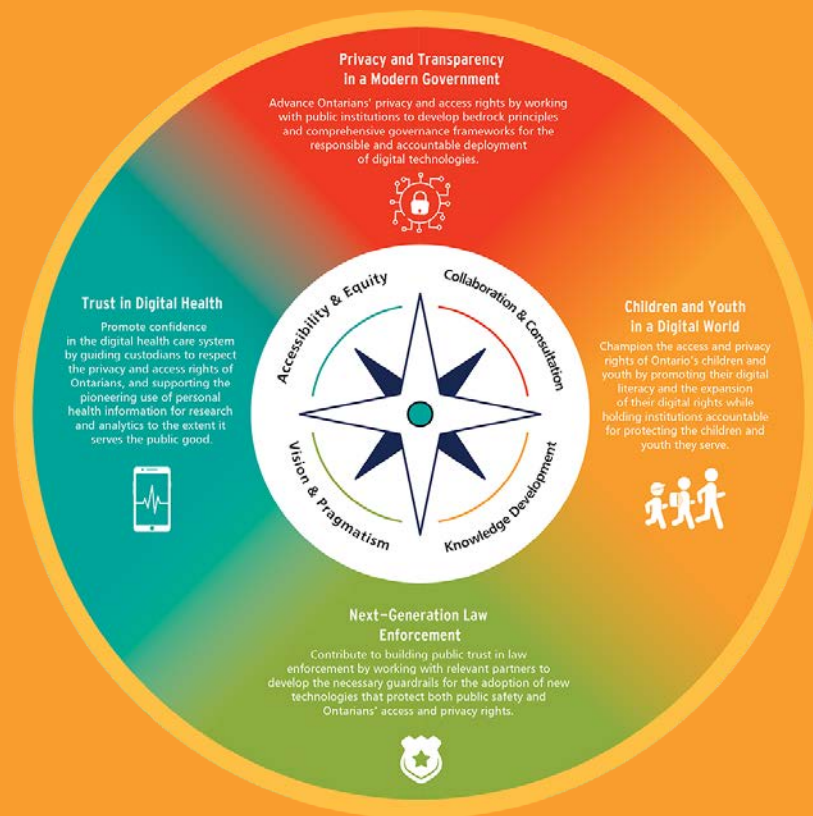 Privacy and Transparency
in a Modern Government
Advance Ontarians' privacy and access rights by working
with public institutions to develop bedrock principles
and comprehensive governance frameworks for the
responsible and accountable deployment
of digital technologies.
Trust in Digital Health
Promote confidence
in the digital health care system
by guiding custodians to respect
the privacy and access rights of
Ontarians, and supporting the
pioneering use of personal
health information for research
and analytics to the extent it
serves the public good.
Accessibility & Equity
Collaboration & Consultation
Vision & Pragmatism
Knowledge Development
Children and Youth
in a Digital World
Champion the access and privacy
rights of Ontario's children and
youth by promoting their digital
literacy and the expansion
of their digital rights while
holding institutions accountable
for protecting the children and
youth they serve.
Next-Generation Law
Enforcement
Contribute to building public trust in law
enforcement by working with relevant partners to
develop the necessary guardrails for the adoption of new
technologies that protect both public safety and
Ontarians' access and privacy rights.